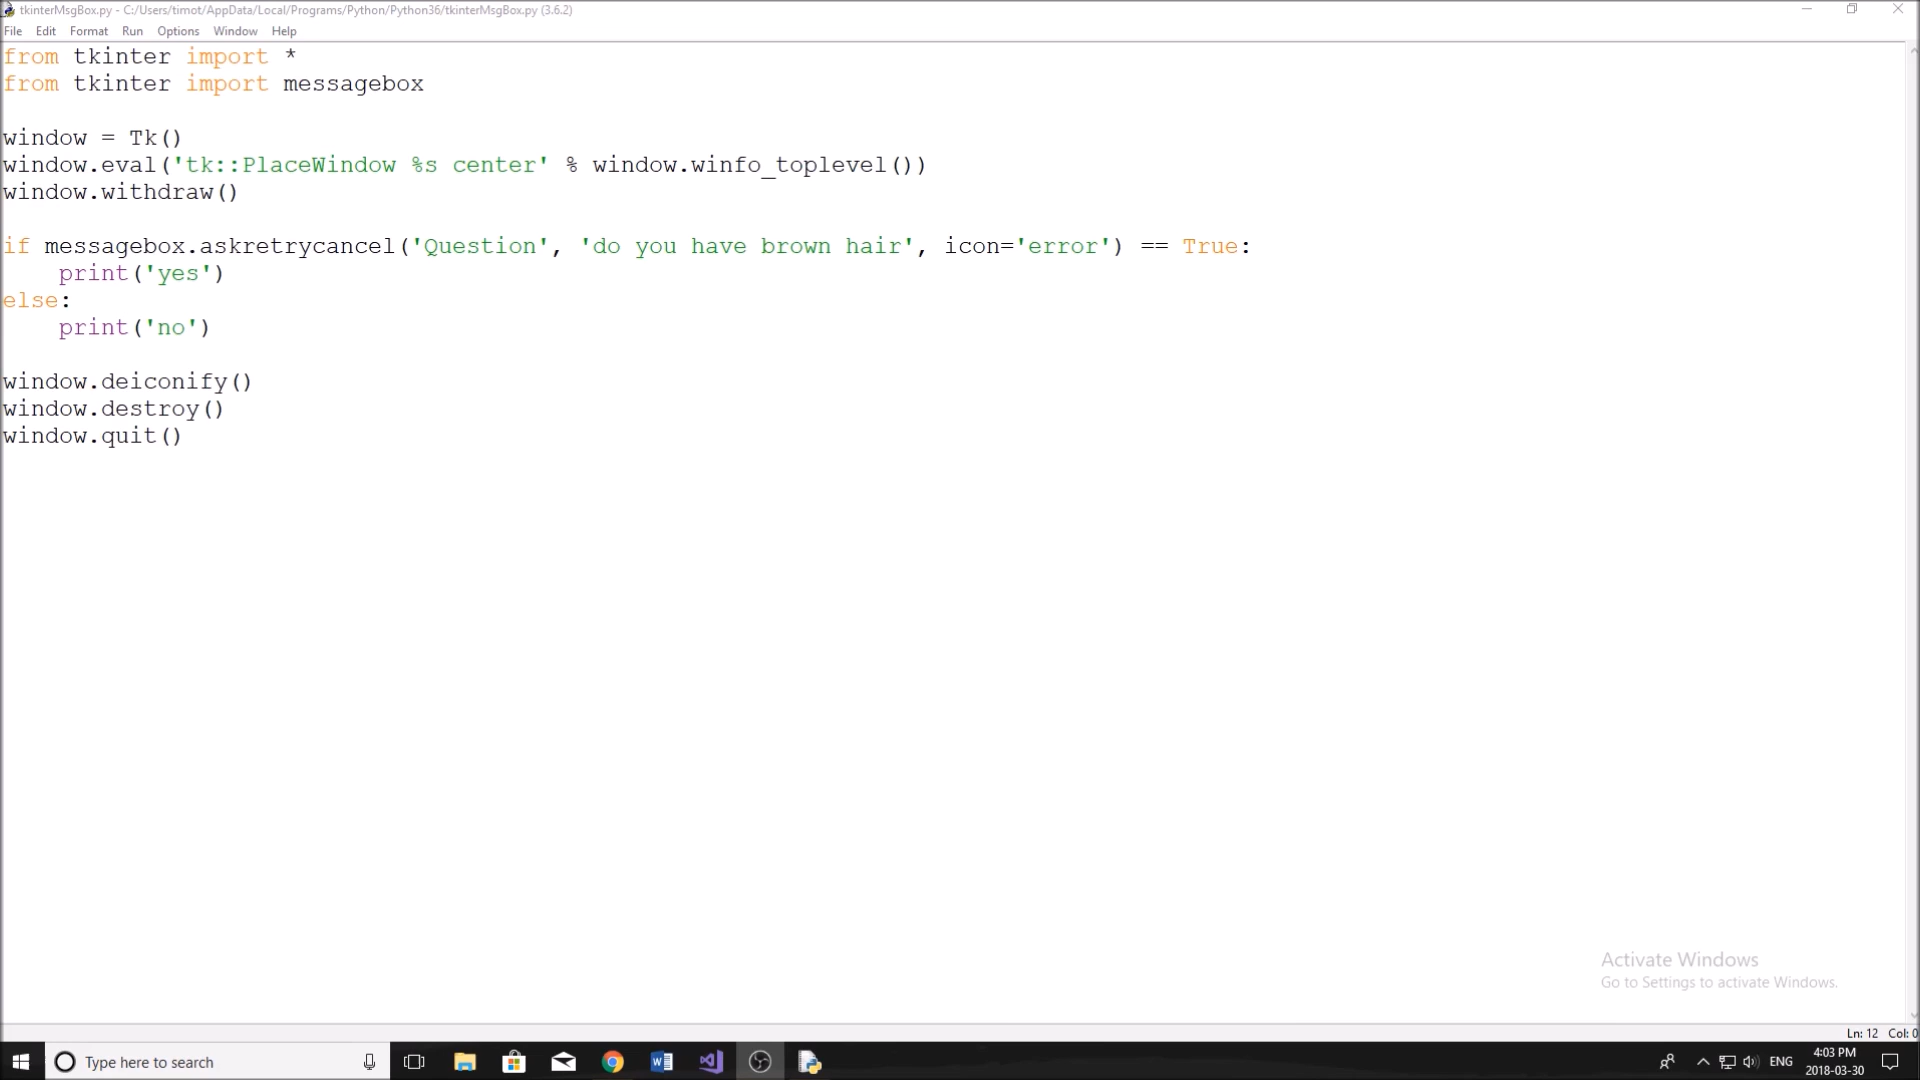 tkinterMsgBox.py - C:/Users/timot/AppData/Local/Programs/Python/Python36/tkinterMsgBox.py (3.6.2)
File Edit Format Run Options Window Help
from tkinter import *
from tkinter import messagebox
window = Tk()
window.eval('tk::PlaceWindow %s center' % window.winfo_toplevel())
window.withdraw()
if messagebox.askretrycancel('Question', 'do you have brown hair', icon='error') == True:
    print('yes')
else:
    print('no')
window.deiconify()
window.destroy()
window.quit()
Activate Windows
Go to Settings to activate Windows.
Ln: 12 Col: 0
Type here to search
ENG
4:03 PM
2018-03-30